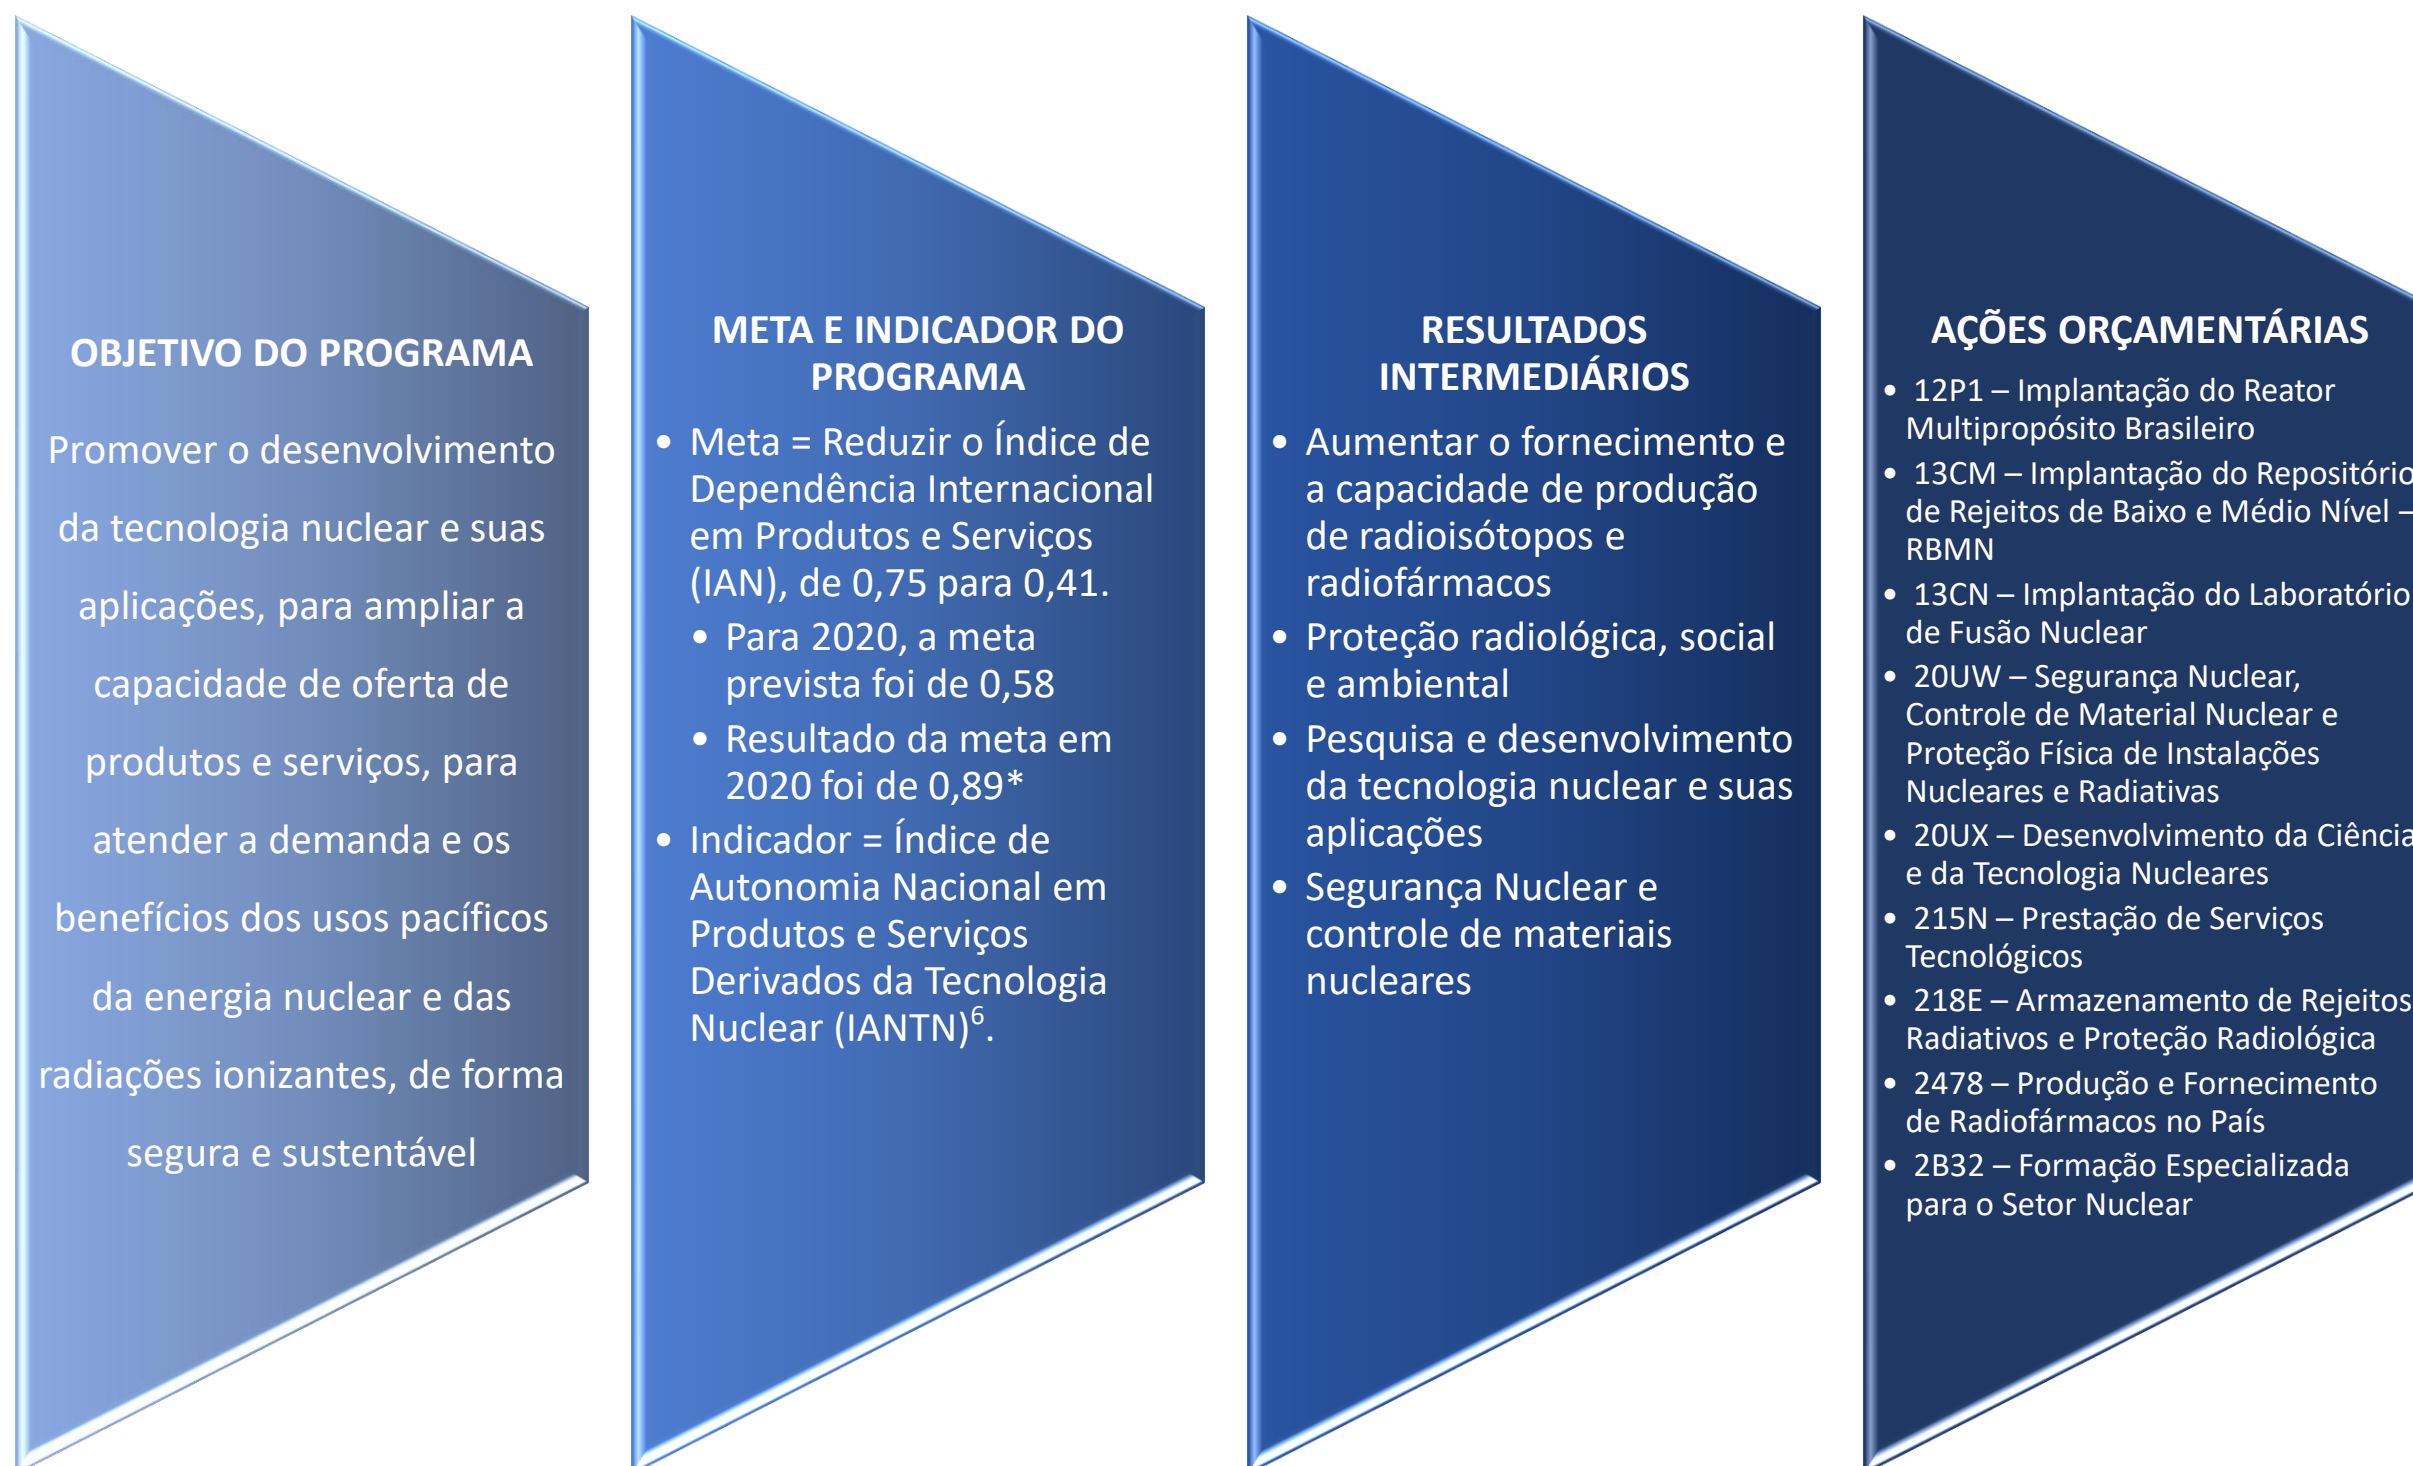 OBJETIVO DO PROGRAMA
Promover o desenvolvimento
da tecnologia nuclear e suas
aplicações, para ampliar a
capacidade de oferta de
produtos e serviços, para
atender a demanda e os
benefícios dos usos pacíficos
da energia nuclear e das
radiações ionizantes, de forma
segura e sustentável
META E INDICADOR DO
PROGRAMA
• Meta = Reduzir o Índice de
Dependência Internacional
em Produtos e Serviços
(IAN), de 0,75 para 0,41.
• Para 2020, a meta
prevista foi de 0,58
• Resultado da meta em
2020 foi de 0,89*
• Indicador = Índice de
Autonomia Nacional em
Produtos e Serviços
Derivados da Tecnologia
Nuclear (IANTN)⁶.
RESULTADOS
INTERMEDIÁRIOS
• Aumentar o fornecimento e
a capacidade de produção
de radioisótopos e
radiofármacos
• Proteção radiológica, social
e ambiental
• Pesquisa e desenvolvimento
da tecnologia nuclear e suas
aplicações
• Segurança Nuclear e
controle de materiais
nucleares
AÇÕES ORÇAMENTÁRIAS
• 12P1 – Implantação do Reator
Multipropósito Brasileiro
• 13CM – Implantação do Repositório
de Rejeitos de Baixo e Médio Nível –
RBMN
• 13CN – Implantação do Laboratório
de Fusão Nuclear
• 20UW – Segurança Nuclear,
Controle de Material Nuclear e
Proteção Física de Instalações
Nucleares e Radiativas
• 20UX – Desenvolvimento da Ciência
e da Tecnologia Nucleares
• 215N – Prestação de Serviços
Tecnológicos
• 218E – Armazenamento de Rejeitos
Radiativos e Proteção Radiológica
• 2478 – Produção e Fornecimento
de Radiofármacos no País
• 2B32 – Formação Especializada
para o Setor Nuclear